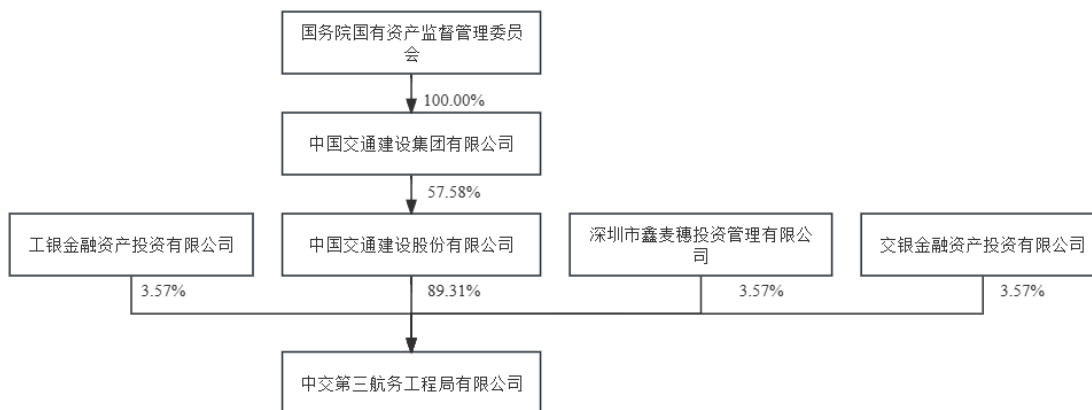 国务院国有资产监督管理委员
会
100.00%
中国交通建设集团有限公司
57.58%
工银金融资产投资有限公司
中国交通建设股份有限公司
深圳市鑫麦穗投资管理有限公
司
交银金融资产投资有限公司
3.57%
89.31%
3.57%
3.57%
中交第三航务工程局有限公司